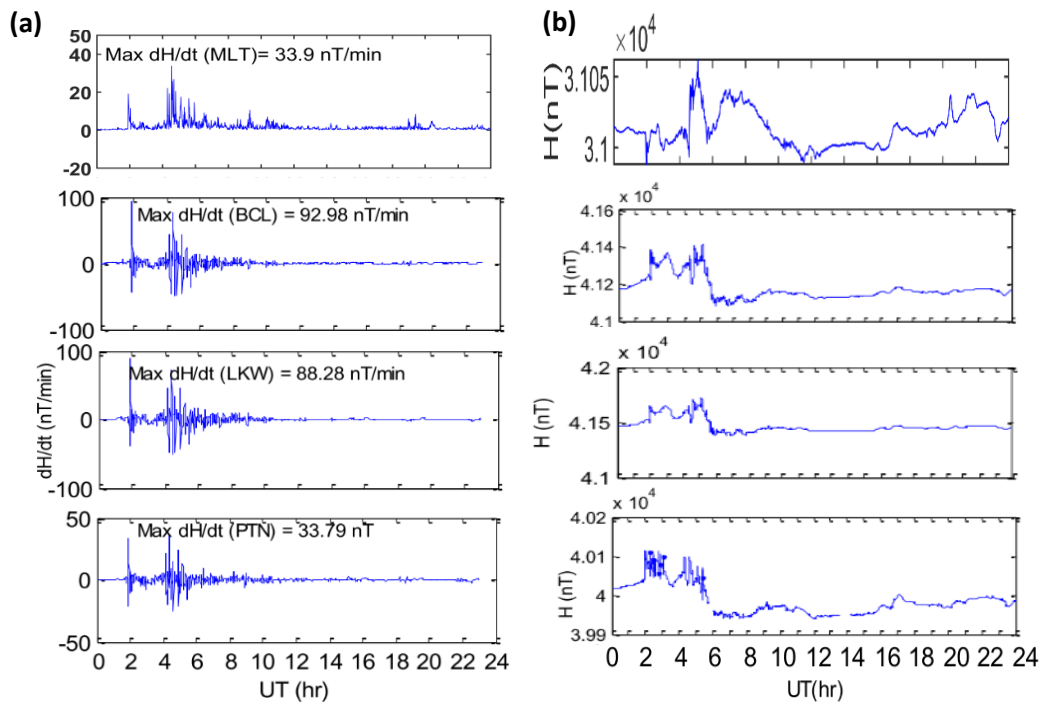 (a)
50
40
20
0
-20
Max dH/dt (MLT)= 33.9 nT/min
100
0
-100
Max dH/dt (BCL) = 92.98 nT/min
100
0
-100
Max dH/dt (LKW) = 88.28 nT/min
dH/dt (nT/min)
50
0
-50
Max dH/dt (PTN) = 33.79 nT
0 2 4 6 8 10 12 14 16 18 20 22 24
UT (hr)
(b)
×10⁴
3.105
3.1
H(nT)
x 10⁴
4.16
4.14
4.12
4.1
H (nT)
x 10⁴
4.2
4.15
4.1
H (nT)
x 10⁴
4.02
4.01
4
3.99
H (nT)
0 2 4 6 8 10 12 14 16 18 20 22 24
UT(hr)